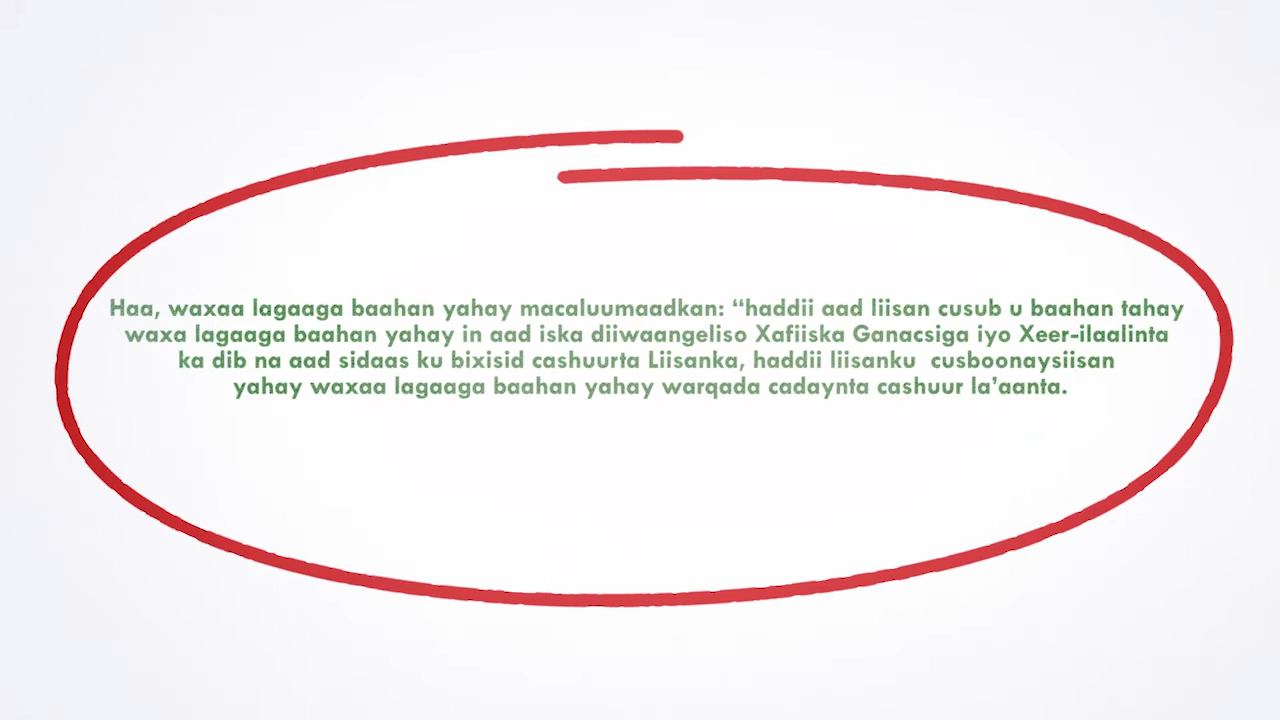 Haa, waxaa lagaaga baahan yahay macaluumaadkan: “haddii aad liisan cusub u baahan tahay
waxa lagaaga baahan yahay in aad iska diiwaangeliso Xafiiska Ganacsiga iyo Xeer-ilaalinta
ka dib na aad sidaas ku bixisid cashuurta Liisanka, haddii liisanku  cusboonaysiisan
yahay waxaa lagaaga baahan yahay warqada cadaynta cashuur la’aanta.